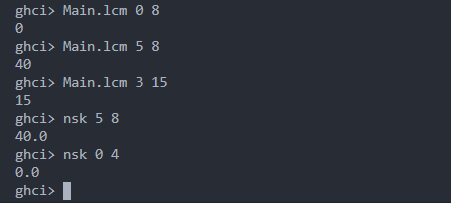 ghci> Main.lcm 0 8
0
ghci> Main.lcm 5 8
40
ghci> Main.lcm 3 15
15
ghci> nsk 5 8
40.0
ghci> nsk 0 4
0.0
ghci>